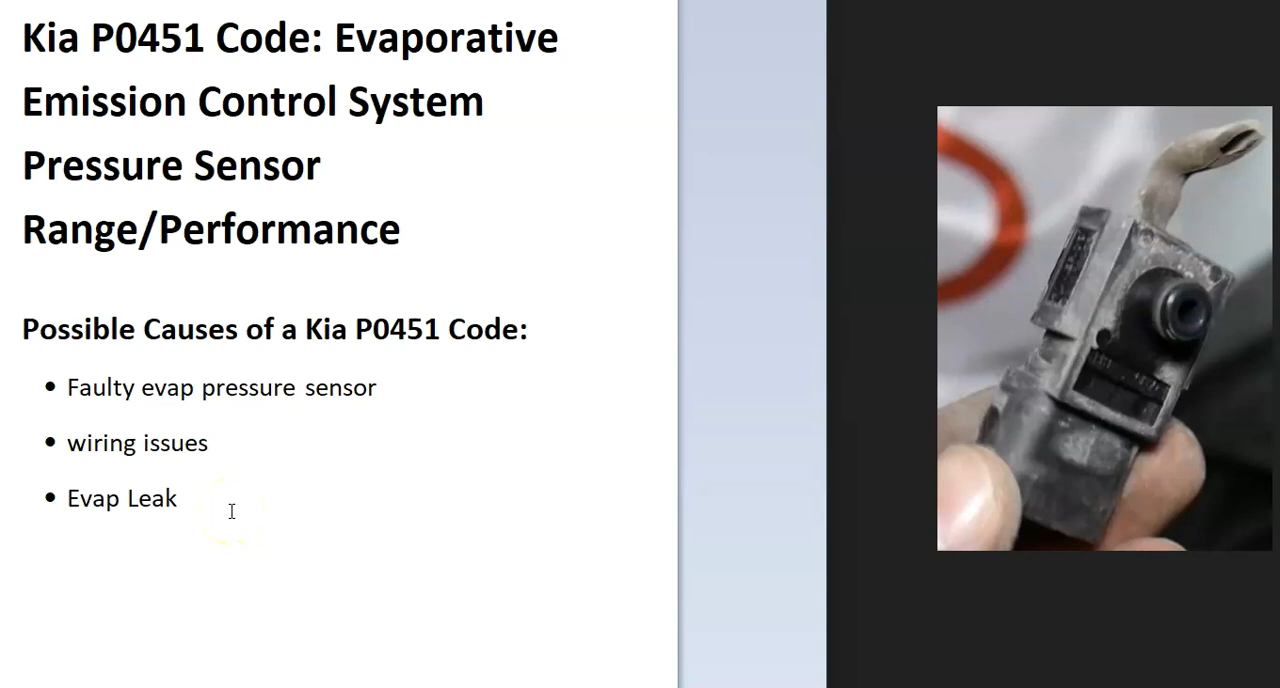 Kia P0451 Code: Evaporative
Emission Control System
Pressure Sensor
Range/Performance
Possible Causes of a Kia P0451 Code:
Faulty evap pressure sensor
wiring issues
Evap Leak